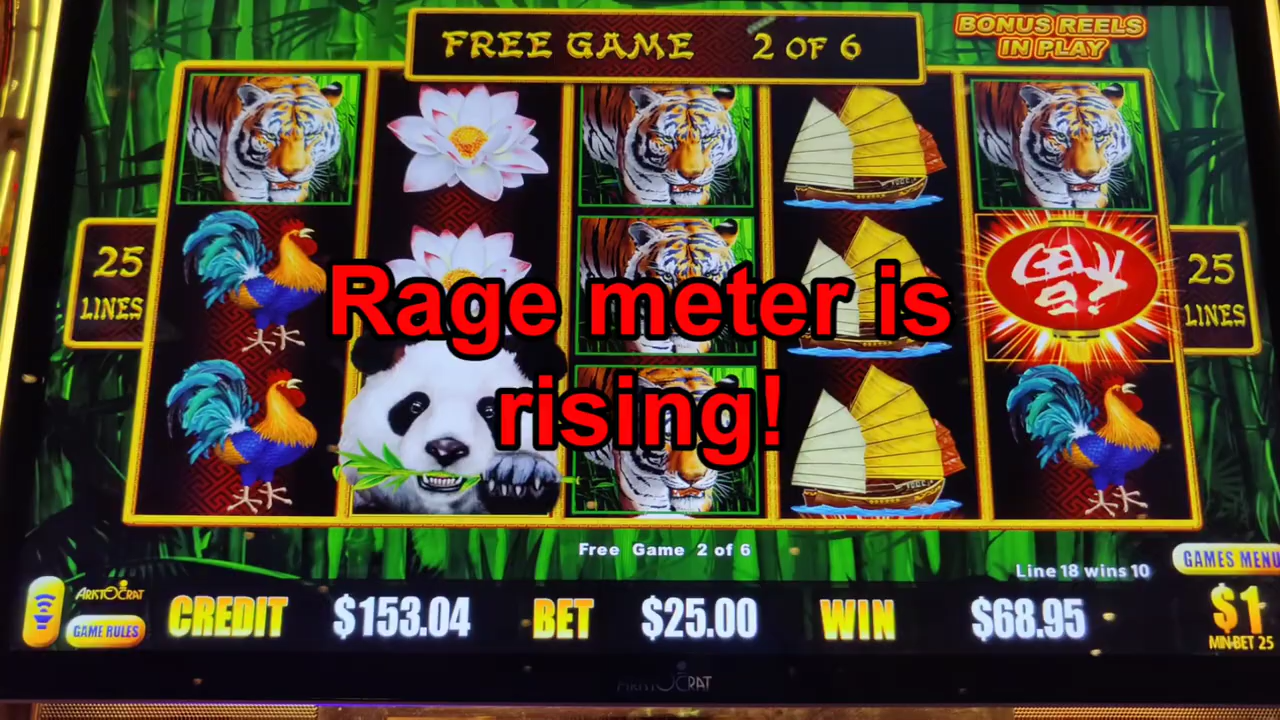 FREE GAME 2 OF 6
BONUS REELS
IN PLAY
25
LINES
25
LINES
Rage meter is
rising!
Free Game 2 of 6
Line 18 wins 10
GAMES MENU
ARISTOCRAT
GAME RULES
CREDIT $153.04 BET $25.00 WIN $68.95
$1
MIN BET 25
ARISTOCRAT